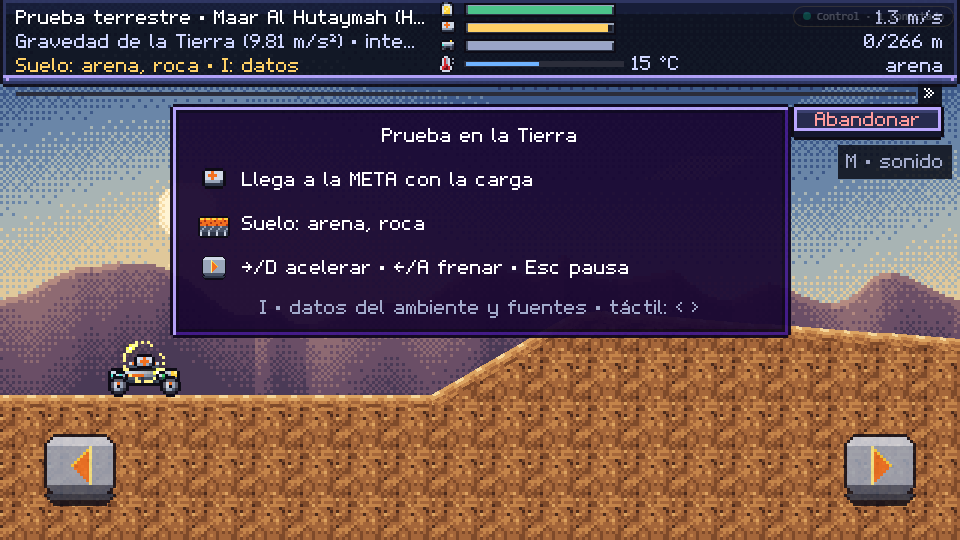 Prueba terrestre • Maar Al Hutaymah (H...
Gravedad de la Tierra (9.81 m/s²) • inte...
Suelo: arena, roca • I: datos
15 °C
Control
1.3 m/s
0/266 m
arena
»
Abandonar
M • sonido
Prueba en la Tierra
Llega a la META con la carga
Suelo: arena, roca
→/D acelerar • ←/A frenar • Esc pausa
I • datos del ambiente y fuentes • táctil: < >